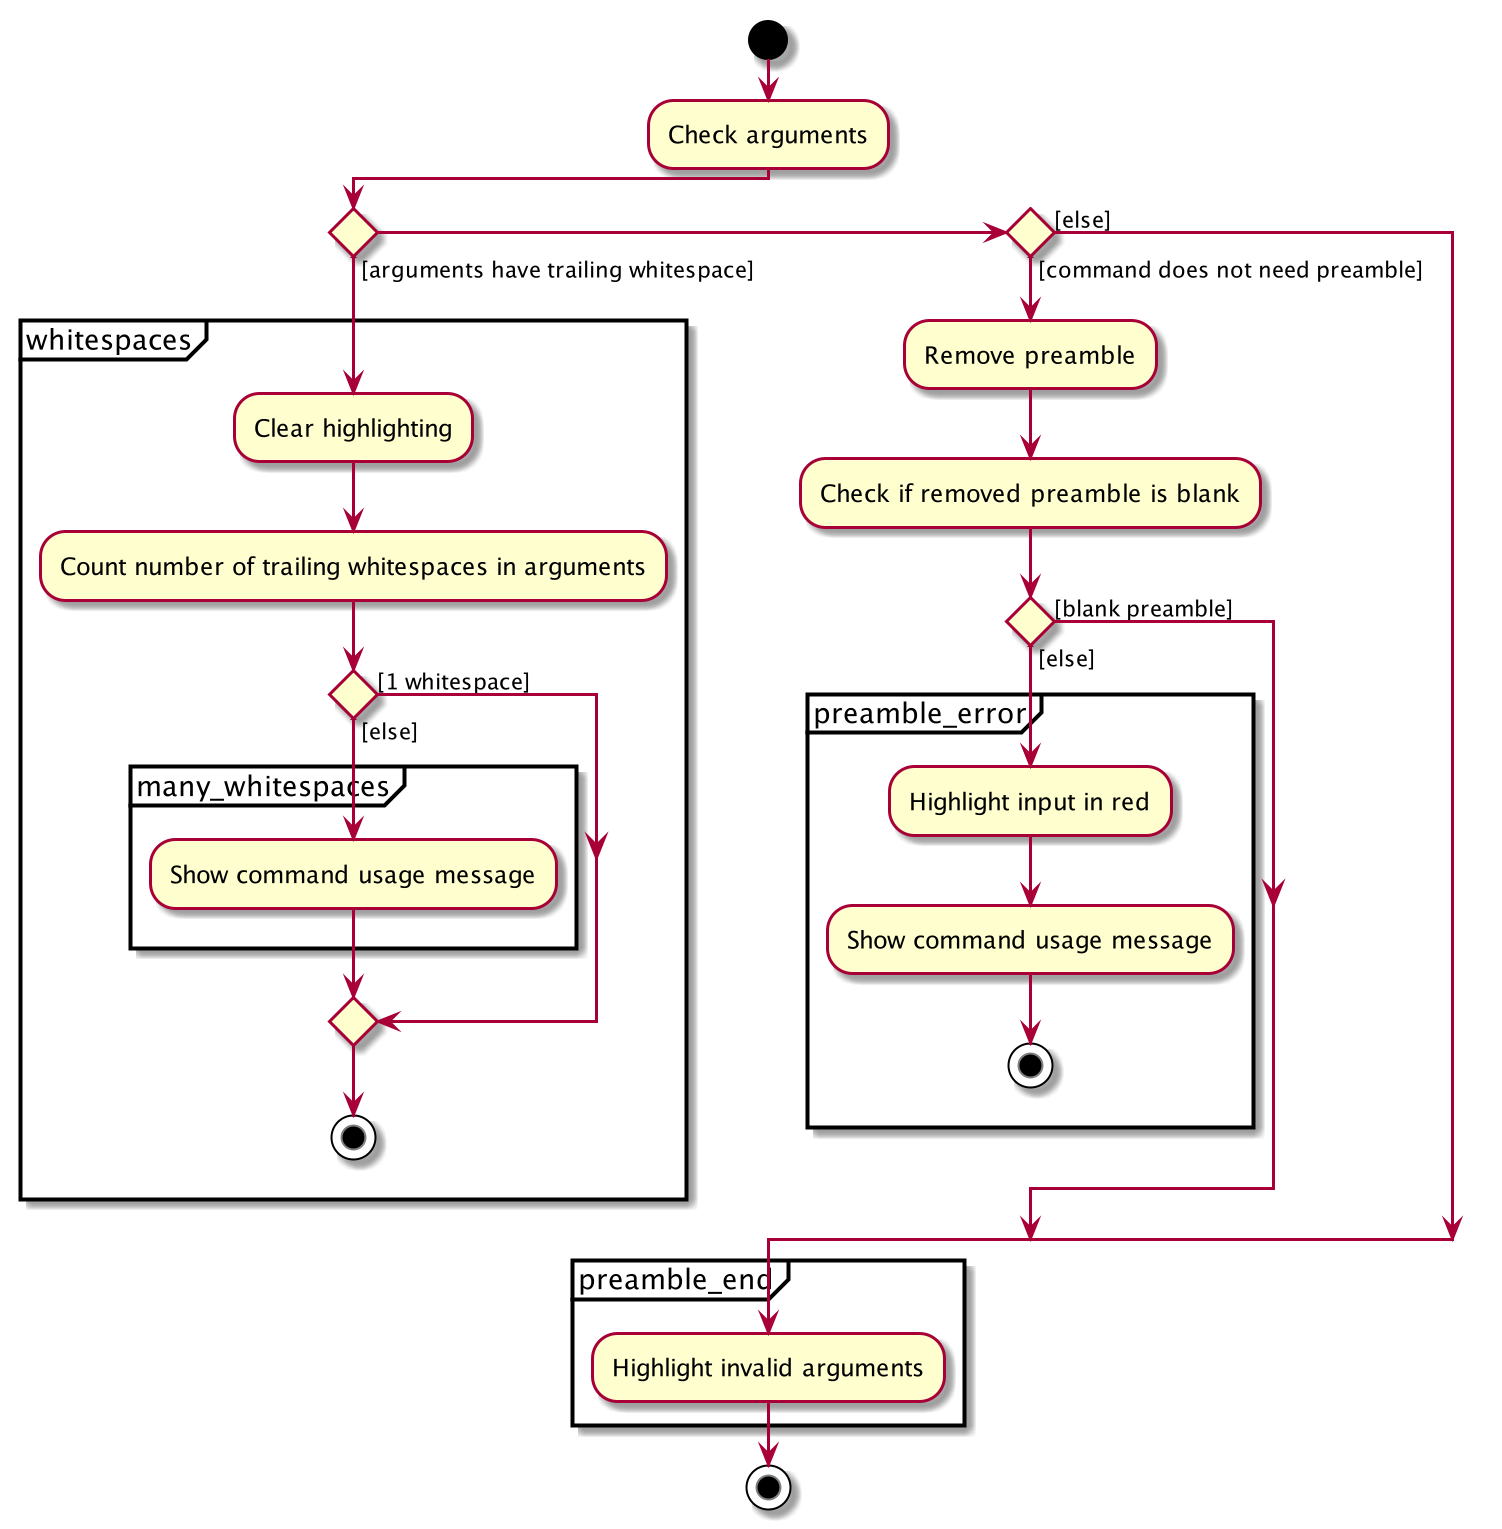 Check arguments
[else]
[arguments have trailing whitespace]
[command does not need preamble]
whitespaces
Remove preamble
Clear highlighting
Check if removed preamble is blank
Count number of trailing whitespaces in arguments
[blank preamble]
[else]
[1 whitespace]
[else]
preamble_error
many_whitespaces
Highlight input in red
Show command usage message
Show command usage message
preamble_end
Highlight invalid arguments